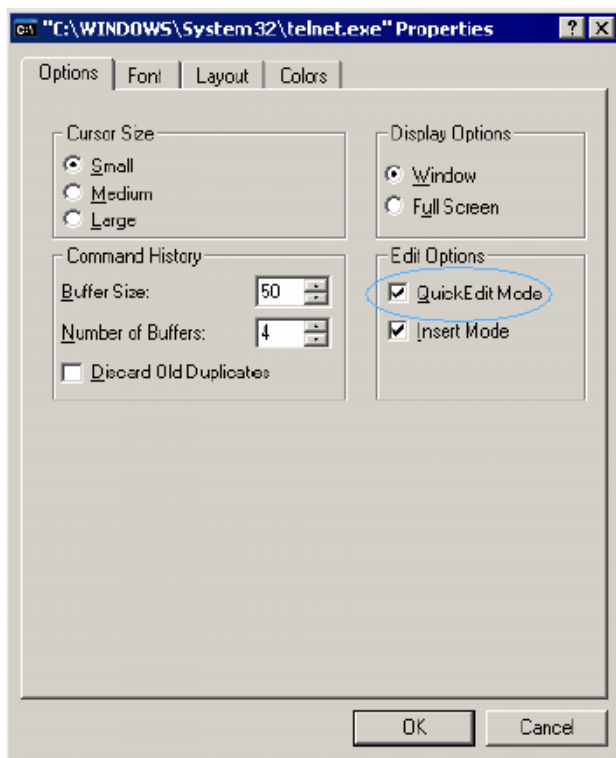 "C:\WINDOWS\System32\telnet.exe" Properties
Options Font Layout Colors
Cursor Size
Small
Medium
Large
Display Options
Window
Full Screen
Command History
Buffer Size: 50
Number of Buffers: 4
Discard Old Duplicates
Edit Options
QuickEdit Mode
Insert Mode
OK Cancel